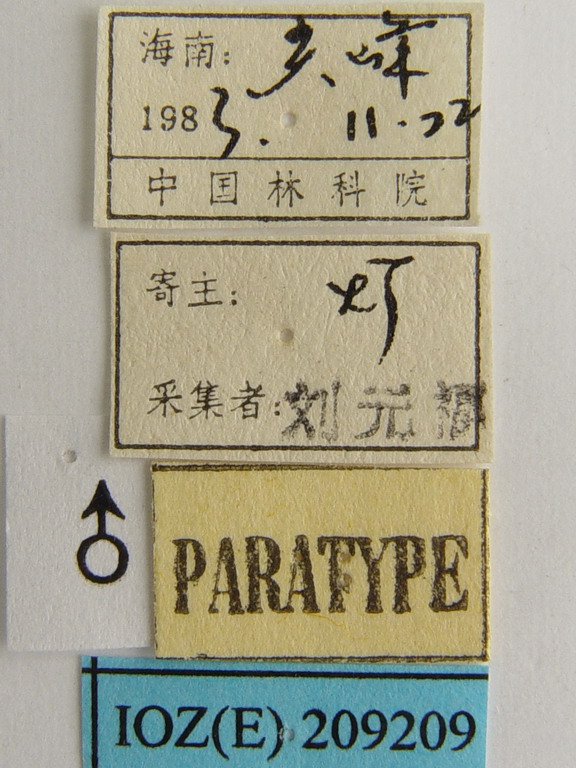 海南: 尖峰
1983. 11.22
中国林科院
寄主: 灯
采集者: 刘元福
♂
PARATYPE
IOZ(E) 209209